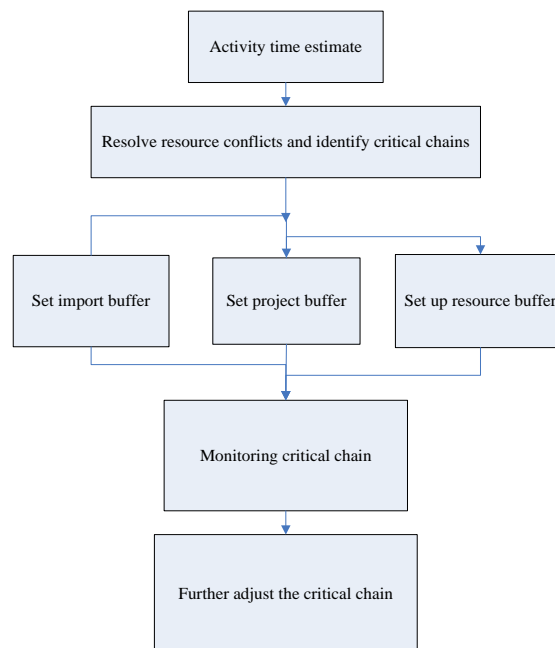 Activity time estimate
Resolve resource conflicts and identify critical chains
Set import buffer
Set project buffer
Set up resource buffer
Monitoring critical chain
Further adjust the critical chain